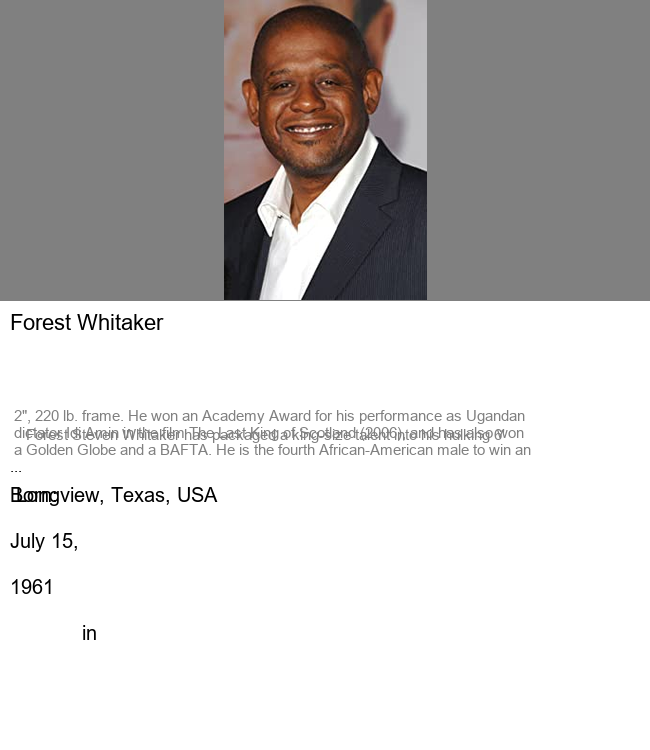 Forest Whitaker
Forest Steven Whitaker has packaged a king-size talent into his hulking 6'
2", 220 lb. frame. He won an Academy Award for his performance as Ugandan
dictator Idi Amin in the film The Last King of Scotland (2006), and has also won
a Golden Globe and a BAFTA. He is the fourth African-American male to win an
...
Born:
Longview, Texas, USA
July 15,
1961
in